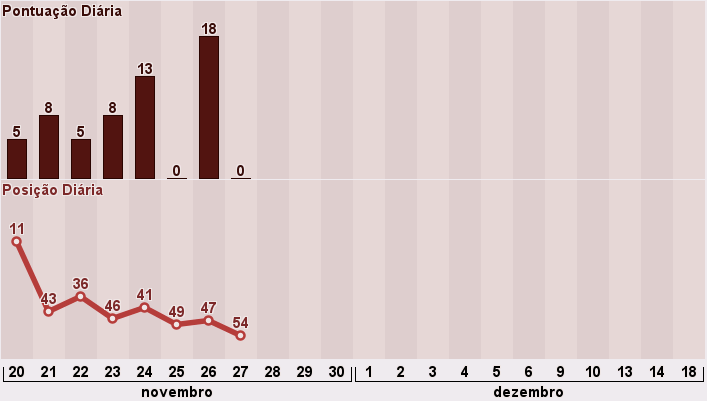 Pontuação Diária
5 8 5 8 13 0 18 0
Posição Diária
11 43 36 46 41 49 47 54
20 21 22 23 24 25 26 27 28 29 30 1 2 3 4 5 6 9 10 13 14 18
novembro dezembro